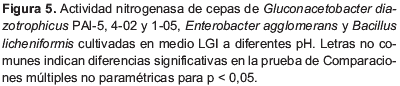 Figura 5. Actividad nitrogenasa de cepas de Gluconacetobacter dia-
zotrophicus PAI-5, 4-02 y 1-05, Enterobacter agglomerans y Bacillus
licheniformis cultivadas en medio LGI a diferentes pH. Letras no co-
munes indican diferencias significativas en la prueba de Comparacio-
nes múltiples no paramétricas para p < 0,05.